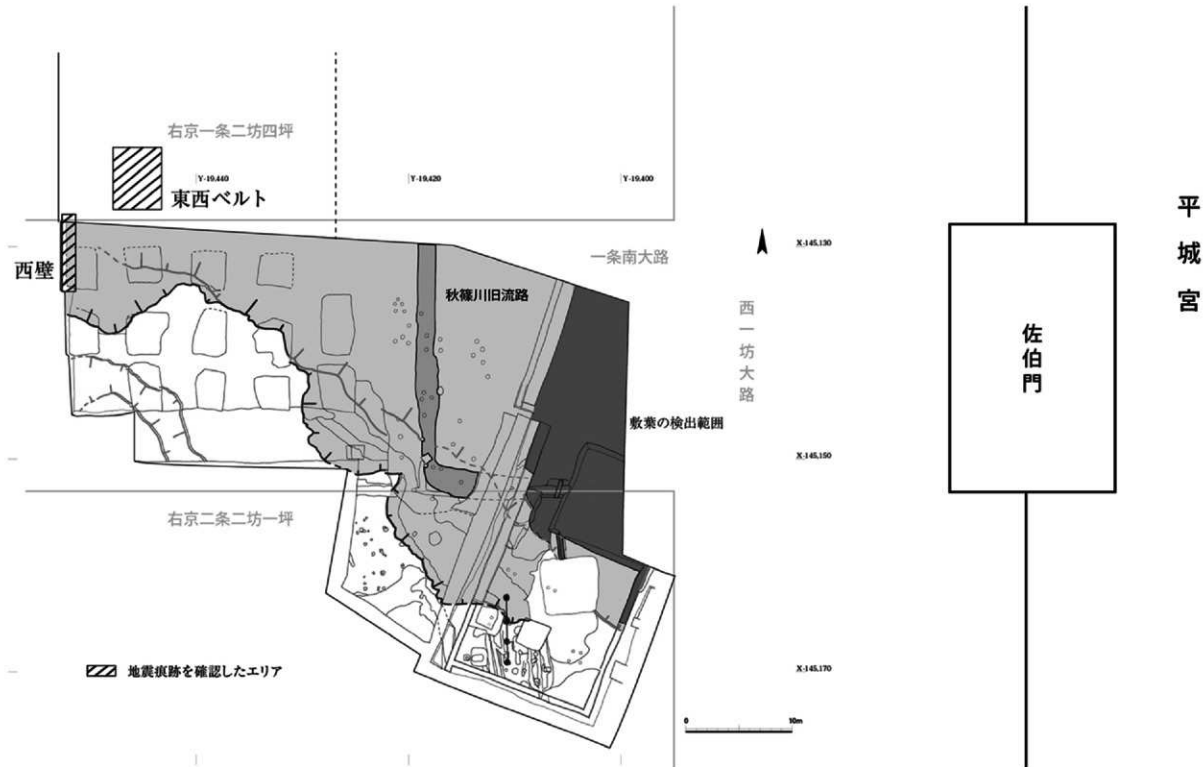 右京一条二坊四坪
Y-19,440
Y-19,420
Y-19,400
東西ベルト
平城宮
西壁
一条南大路
X-145,130
秋篠川旧流路
西一坊大路
佐伯門
敷葉の検出範囲
X-145,150
右京二条二坊一坪
地震痕跡を確認したエリア
X-145,170
0
10m